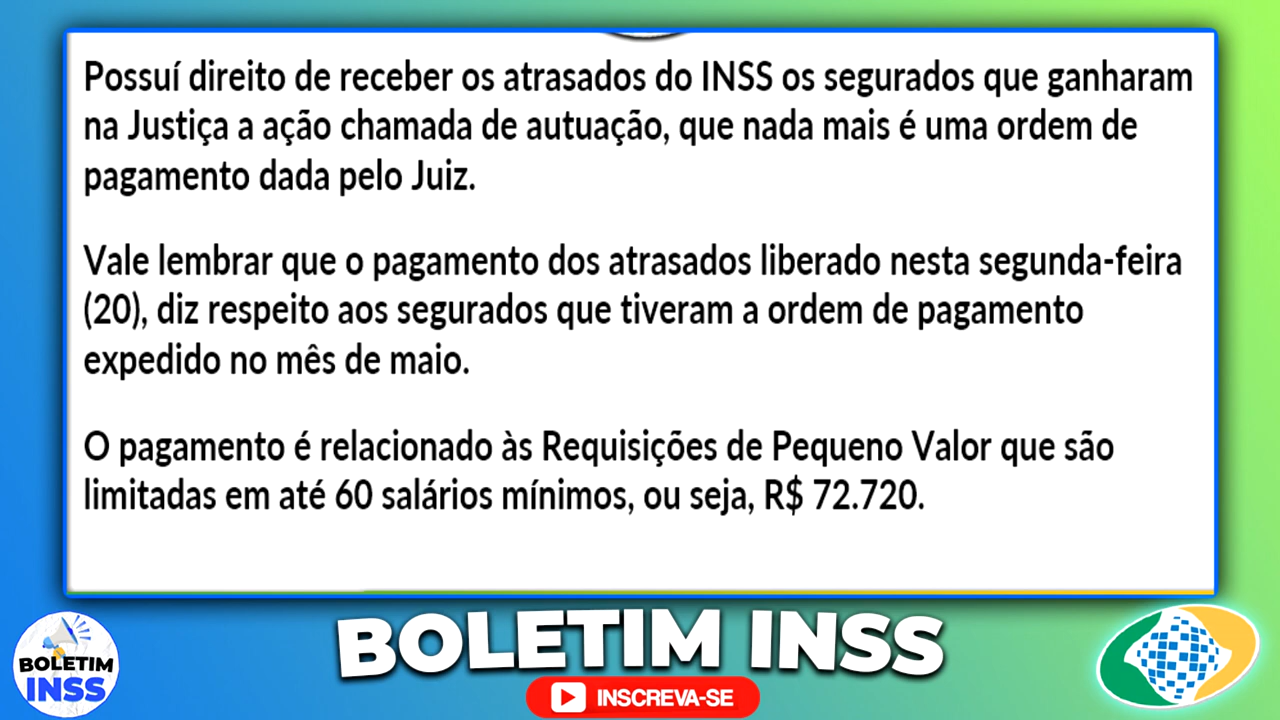 Possuí direito de receber os atrasados do INSS os segurados que ganharam
na Justiça a ação chamada de autuação, que nada mais é uma ordem de
pagamento dada pelo Juiz.
Vale lembrar que o pagamento dos atrasados liberado nesta segunda-feira
(20), diz respeito aos segurados que tiveram a ordem de pagamento
expedido no mês de maio.
O pagamento é relacionado às Requisições de Pequeno Valor que são
limitadas em até 60 salários mínimos, ou seja, R$ 72.720.
BOLETIM INSS
INSCREVA-SE
BOLETIM
INSS